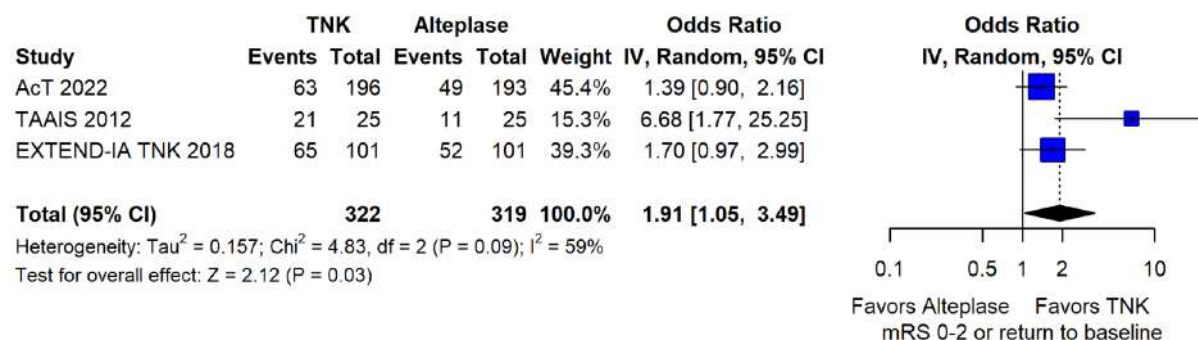 TNK Alteplase Odds Ratio Odds Ratio
Study Events Total Events Total Weight IV, Random, 95% CI IV, Random, 95% CI
AcT 2022 63 196 49 193 45.4% 1.39 [0.90, 2.16]
TAAIS 2012 21 25 11 25 15.3% 6.68 [1.77, 25.25]
EXTEND-IA TNK 2018 65 101 52 101 39.3% 1.70 [0.97, 2.99]
Total (95% CI) 322 319 100.0% 1.91 [1.05, 3.49]
Heterogeneity: Tau² = 0.157; Chi² = 4.83, df = 2 (P = 0.09); I² = 59%
Test for overall effect: Z = 2.12 (P = 0.03)
0.1 0.5 1 2 10
Favors Alteplase Favors TNK
mRS 0-2 or return to baseline